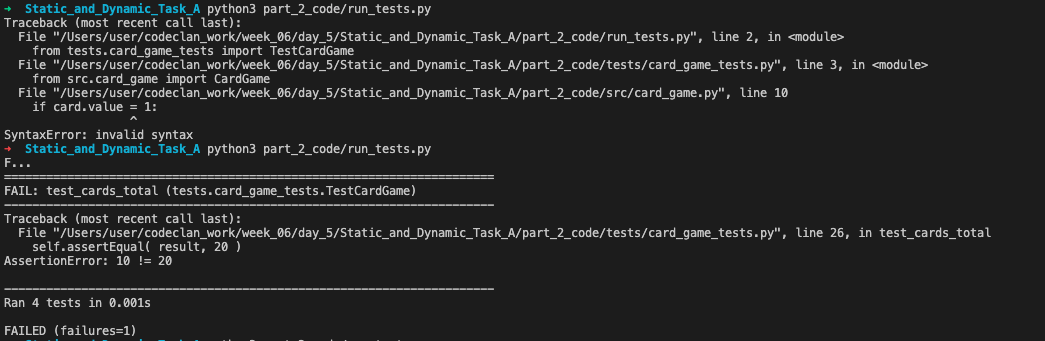 ➜  Static_and_Dynamic_Task_A python3 part_2_code/run_tests.py
Traceback (most recent call last):
  File "/Users/user/codeclan_work/week_06/day_5/Static_and_Dynamic_Task_A/part_2_code/run_tests.py", line 2, in <module>
    from tests.card_game_tests import TestCardGame
  File "/Users/user/codeclan_work/week_06/day_5/Static_and_Dynamic_Task_A/part_2_code/tests/card_game_tests.py", line 3, in <module>
    from src.card_game import CardGame
  File "/Users/user/codeclan_work/week_06/day_5/Static_and_Dynamic_Task_A/part_2_code/src/card_game.py", line 10
    if card.value = 1:
                  ^
SyntaxError: invalid syntax
➜  Static_and_Dynamic_Task_A python3 part_2_code/run_tests.py
F...
======================================================================
FAIL: test_cards_total (tests.card_game_tests.TestCardGame)
----------------------------------------------------------------------
Traceback (most recent call last):
  File "/Users/user/codeclan_work/week_06/day_5/Static_and_Dynamic_Task_A/part_2_code/tests/card_game_tests.py", line 26, in test_cards_total
    self.assertEqual( result, 20 )
AssertionError: 10 != 20
----------------------------------------------------------------------
Ran 4 tests in 0.001s
FAILED (failures=1)